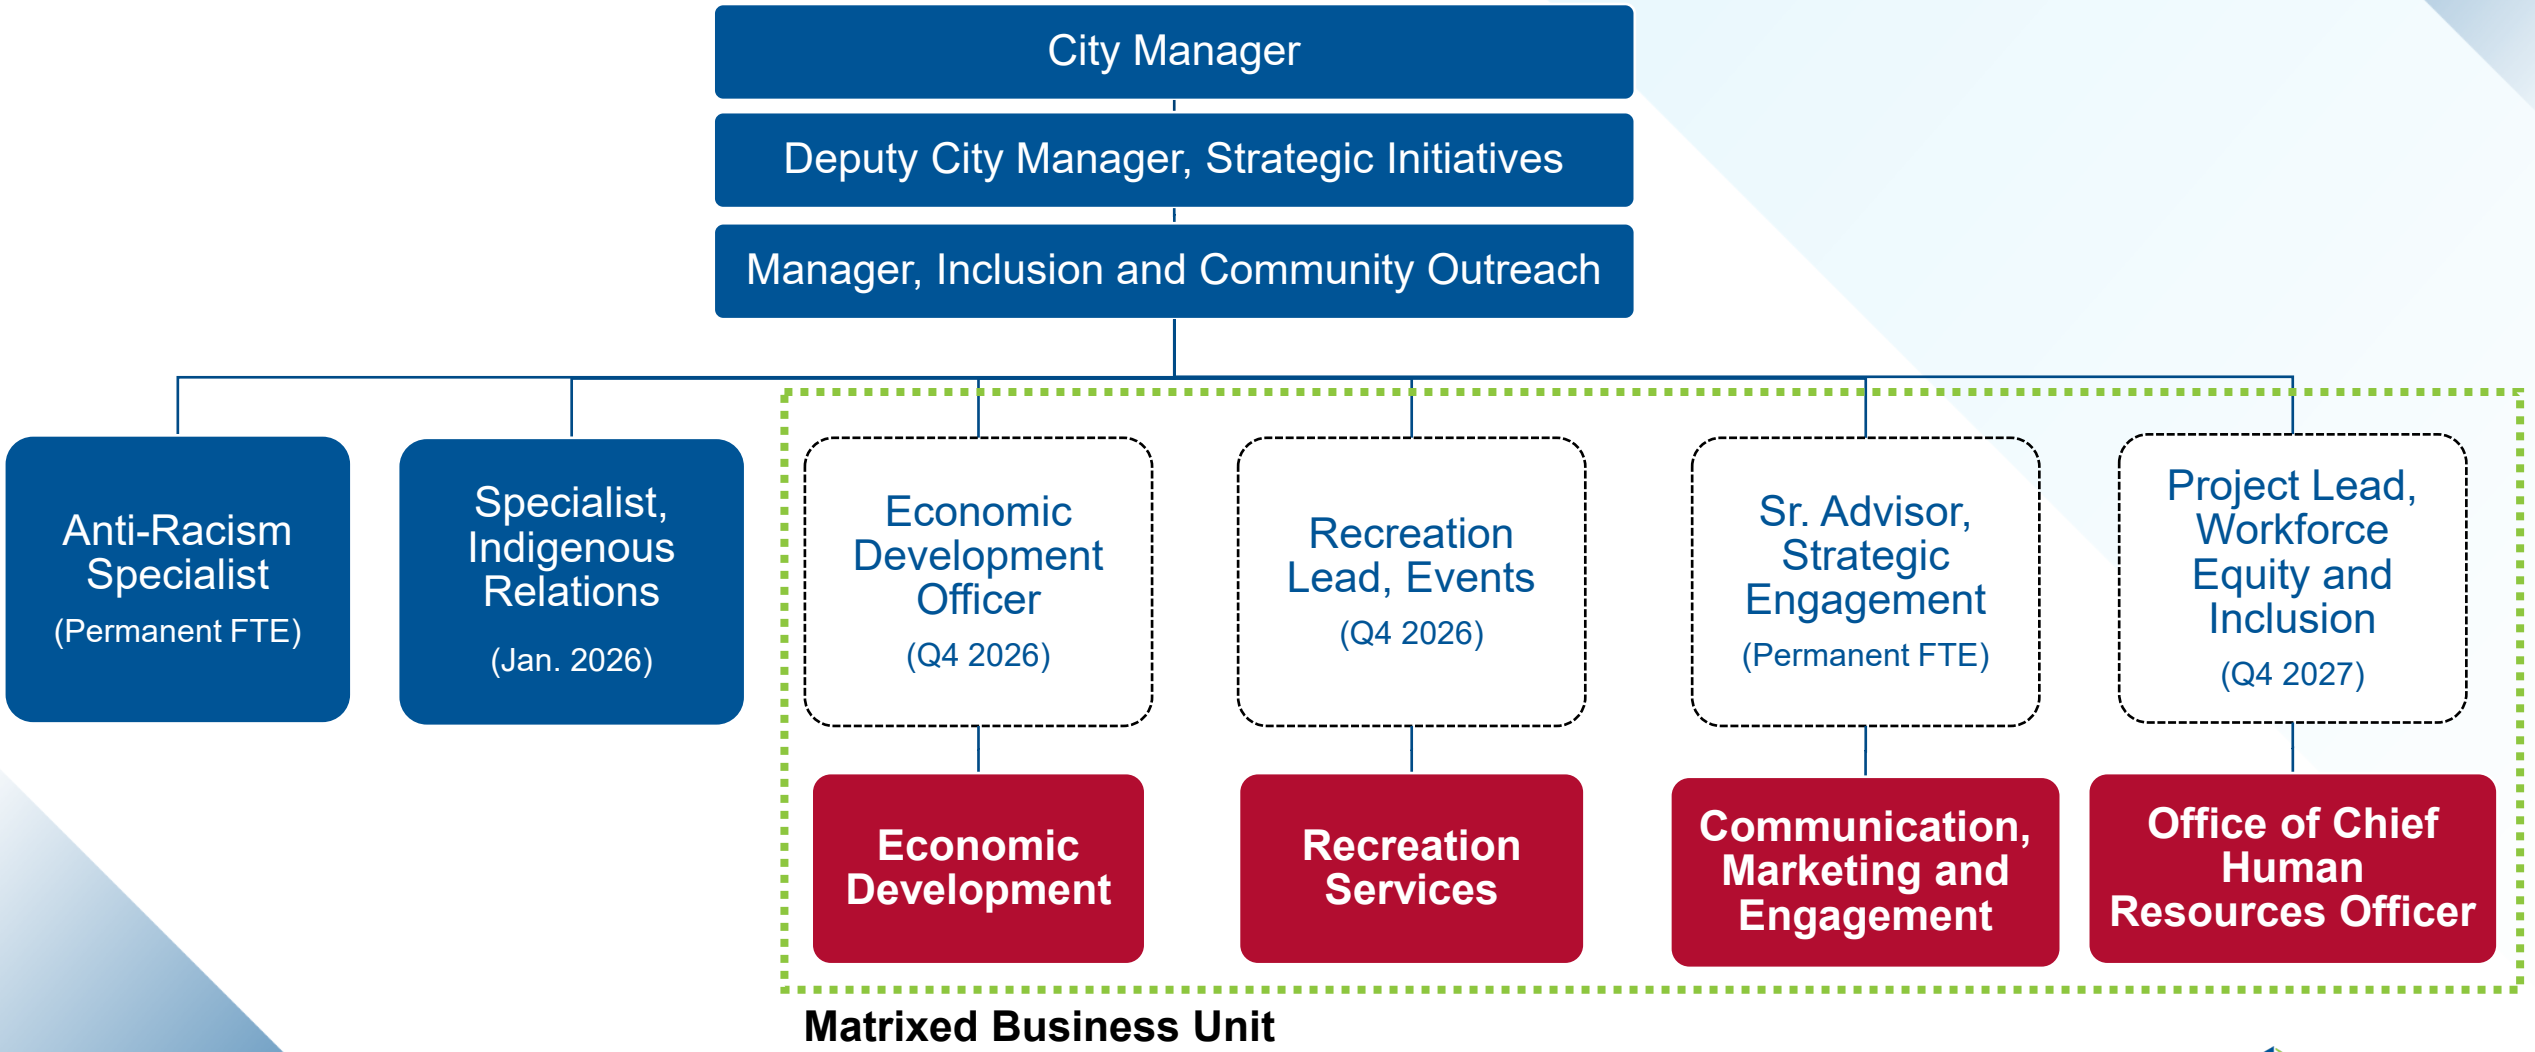 City Manager
Deputy City Manager, Strategic Initiatives
Manager, Inclusion and Community Outreach
Anti-Racism
Specialist
(Permanent FTE)
Specialist,
Indigenous
Relations
(Jan. 2026)
Economic
Development
Officer
(Q4 2026)
Recreation
Lead, Events
(Q4 2026)
Sr. Advisor,
Strategic
Engagement
(Permanent FTE)
Project Lead,
Workforce
Equity and
Inclusion
(Q4 2027)
Economic
Development
Recreation
Services
Communication,
Marketing and
Engagement
Office of Chief
Human
Resources Officer
Matrixed Business Unit